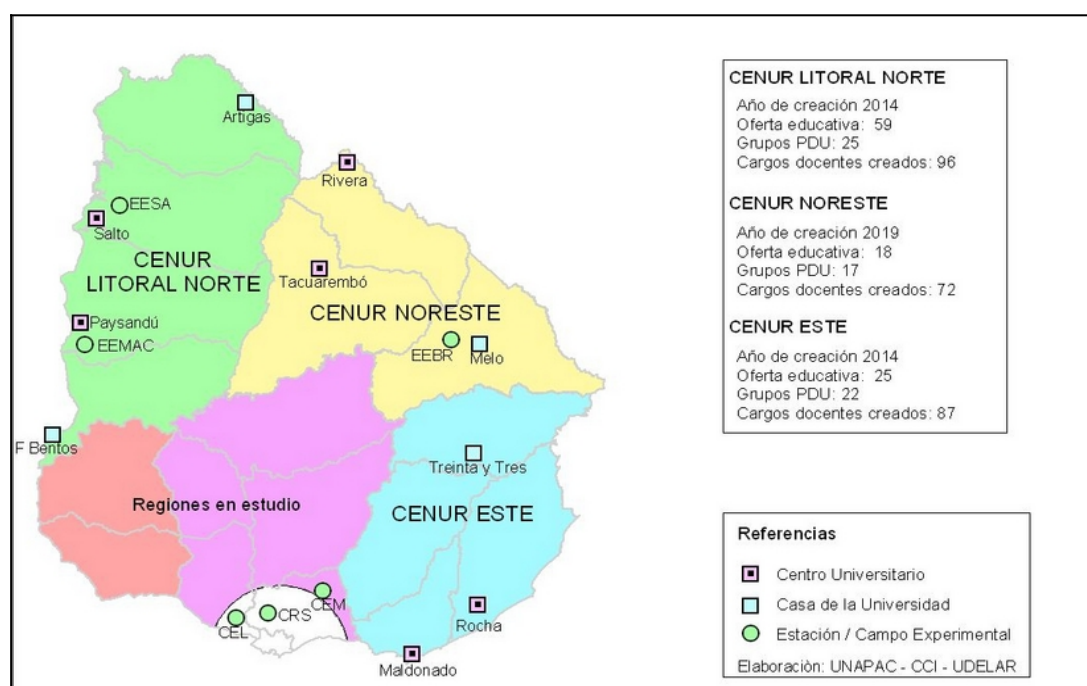 Artigas
Rivera
EESA
Salto
CENUR
LITORAL NORTE
Tacuarembó
CENUR NORESTE
Paysandú
EEMAC
EEBR
Melo
F Bentos
Treinta y Tres
Regiones en estudio
CENUR ESTE
CEM
CRS
CEL
Rocha
Maldonado
CENUR LITORAL NORTE
Año de creación 2014
Oferta educativa: 59
Grupos PDU: 25
Cargos docentes creados: 96
CENUR NORESTE
Año de creación 2019
Oferta educativa: 18
Grupos PDU: 17
Cargos docentes creados: 72
CENUR ESTE
Año de creación 2014
Oferta educativa: 25
Grupos PDU: 22
Cargos docentes creados: 87
Referencias
Centro Universitario
Casa de la Universidad
Estación / Campo Experimental
Elaboraciòn: UNAPAC - CCI - UDELAR